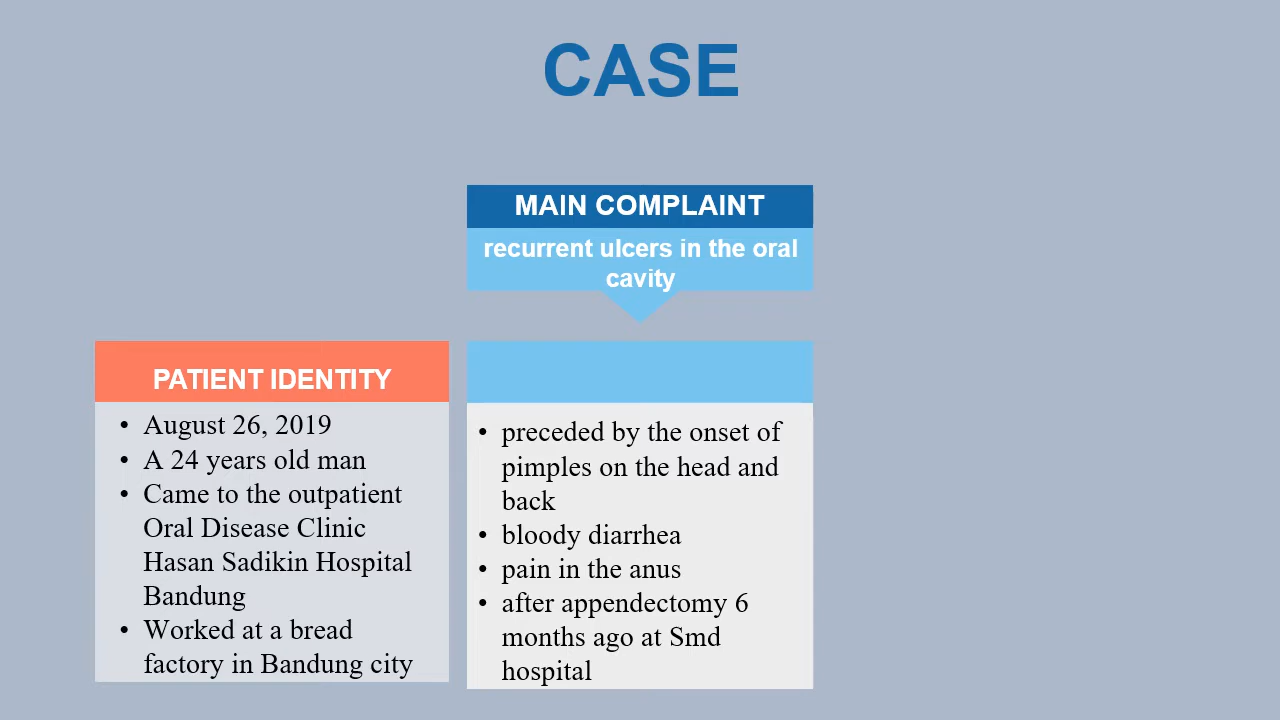 CASE
MAIN COMPLAINT
recurrent ulcers in the oral
cavity
PATIENT IDENTITY
• August 26, 2019
• A 24 years old man
• Came to the outpatient
Oral Disease Clinic
Hasan Sadikin Hospital
Bandung
• Worked at a bread
factory in Bandung city
• preceded by the onset of
pimples on the head and
back
• bloody diarrhea
• pain in the anus
• after appendectomy 6
months ago at Smd
hospital